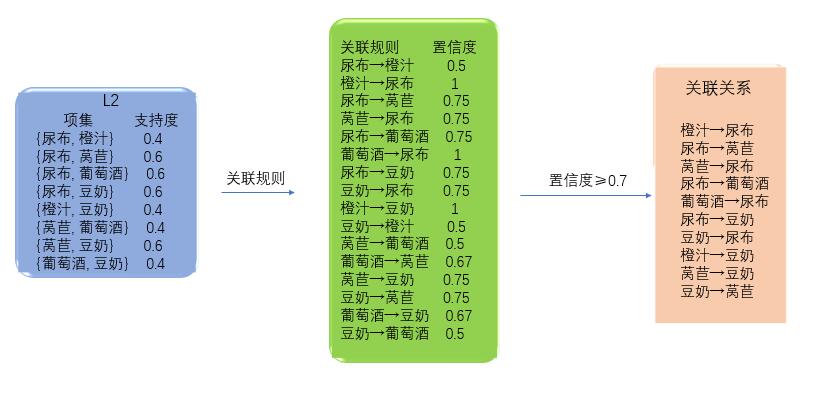 L2
项集 支持度
{尿布, 橙汁} 0.4
{尿布, 莴苣} 0.6
{尿布, 葡萄酒} 0.6
{尿布, 豆奶} 0.6
{橙汁, 豆奶} 0.4
{莴苣, 葡萄酒} 0.4
{莴苣, 豆奶} 0.6
{葡萄酒, 豆奶} 0.4
关联规则
关联规则 置信度
尿布→橙汁 0.5
橙汁→尿布 1
尿布→莴苣 0.75
莴苣→尿布 0.75
尿布→葡萄酒 0.75
葡萄酒→尿布 1
尿布→豆奶 0.75
豆奶→尿布 0.75
橙汁→豆奶 1
豆奶→橙汁 0.5
莴苣→葡萄酒 0.5
葡萄酒→莴苣 0.67
莴苣→豆奶 0.75
豆奶→莴苣 0.75
葡萄酒→豆奶 0.67
豆奶→葡萄酒 0.5
置信度≥0.7
关联关系
橙汁→尿布
尿布→莴苣
莴苣→尿布
尿布→葡萄酒
葡萄酒→尿布
尿布→豆奶
豆奶→尿布
橙汁→豆奶
莴苣→豆奶
豆奶→莴苣